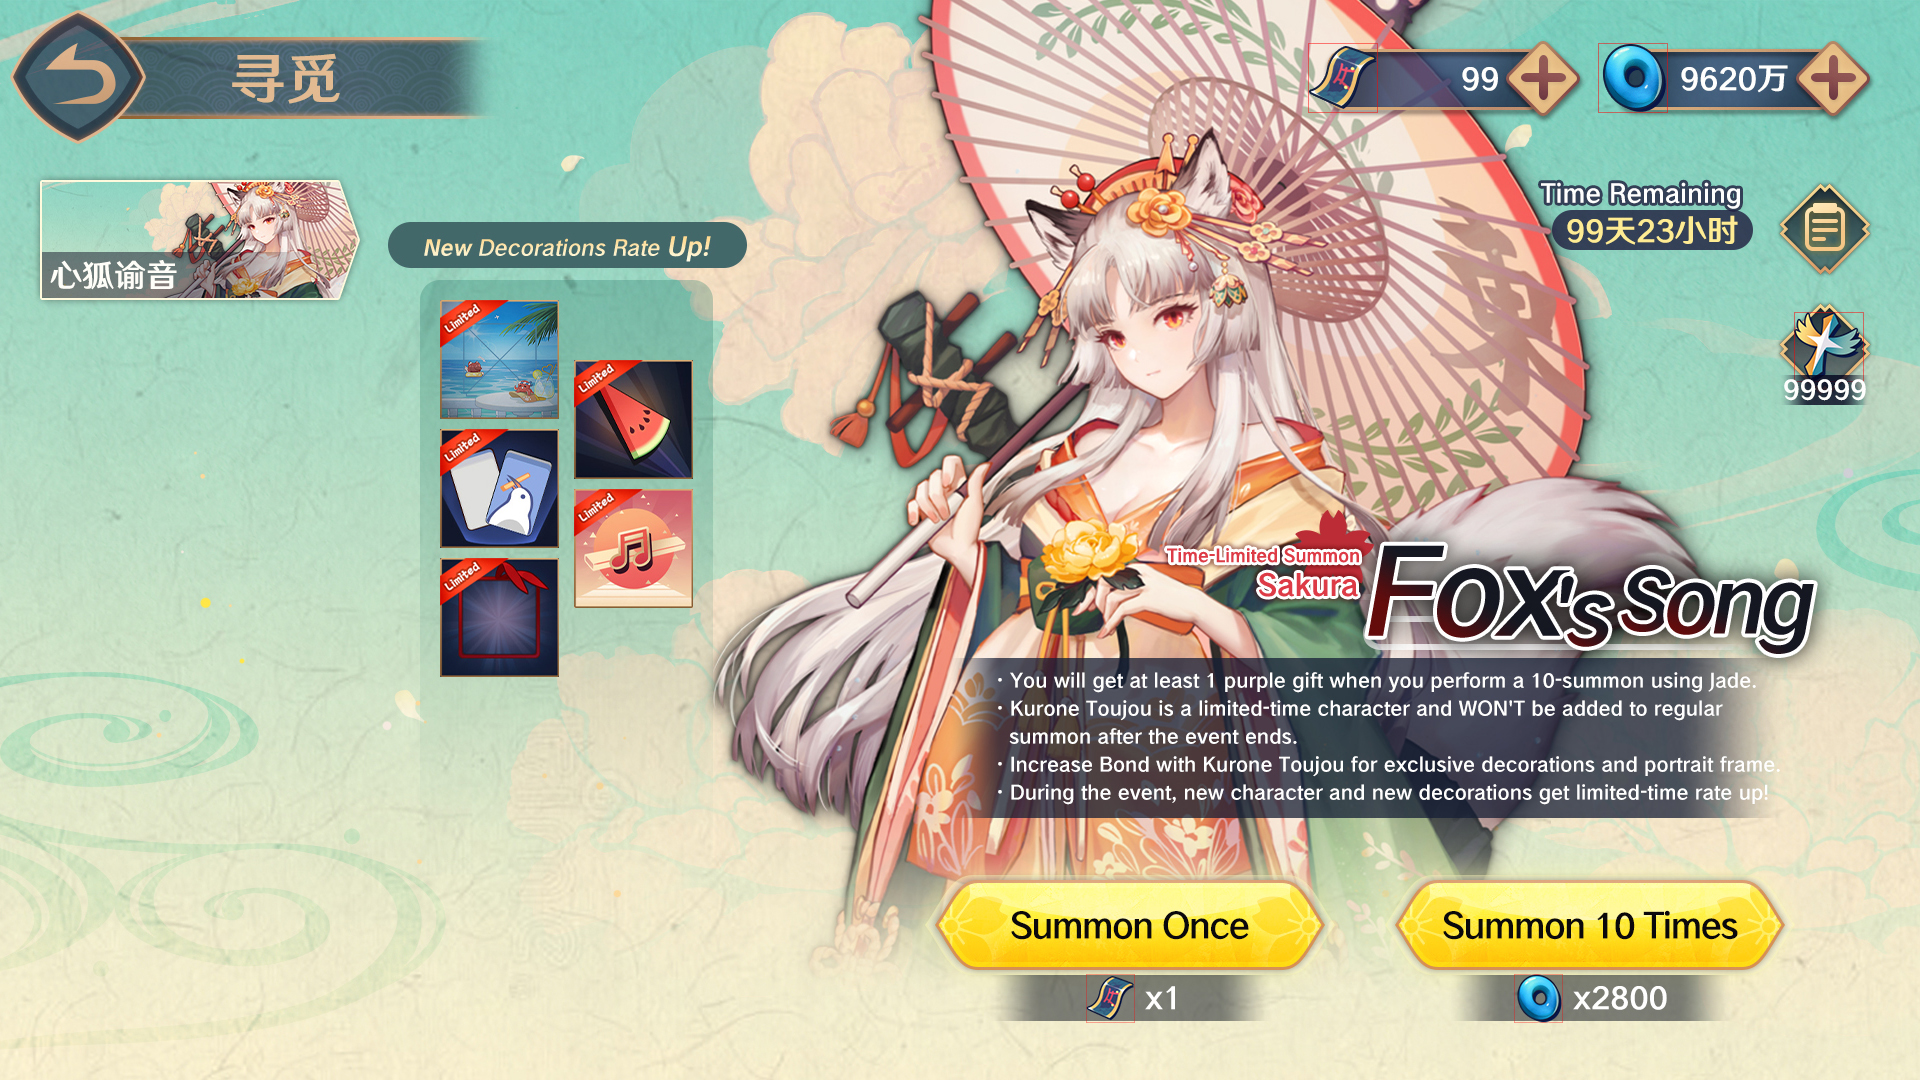 寻觅
99
9620万
Time Remaining
99天23小时
99999
心狐谕音
New Decorations Rate Up!
Limited
Limited
Limited
Limited
Limited
Time-Limited Summon
Sakura
Fox's Song
· You will get at least 1 purple gift when you perform a 10-summon using Jade.
· Kurone Toujou is a limited-time character and WON'T be added to regular
summon after the event ends.
· Increase Bond with Kurone Toujou for exclusive decorations and portrait frame.
· During the event, new character and new decorations get limited-time rate up!
Summon Once
Summon 10 Times
x1
x2800